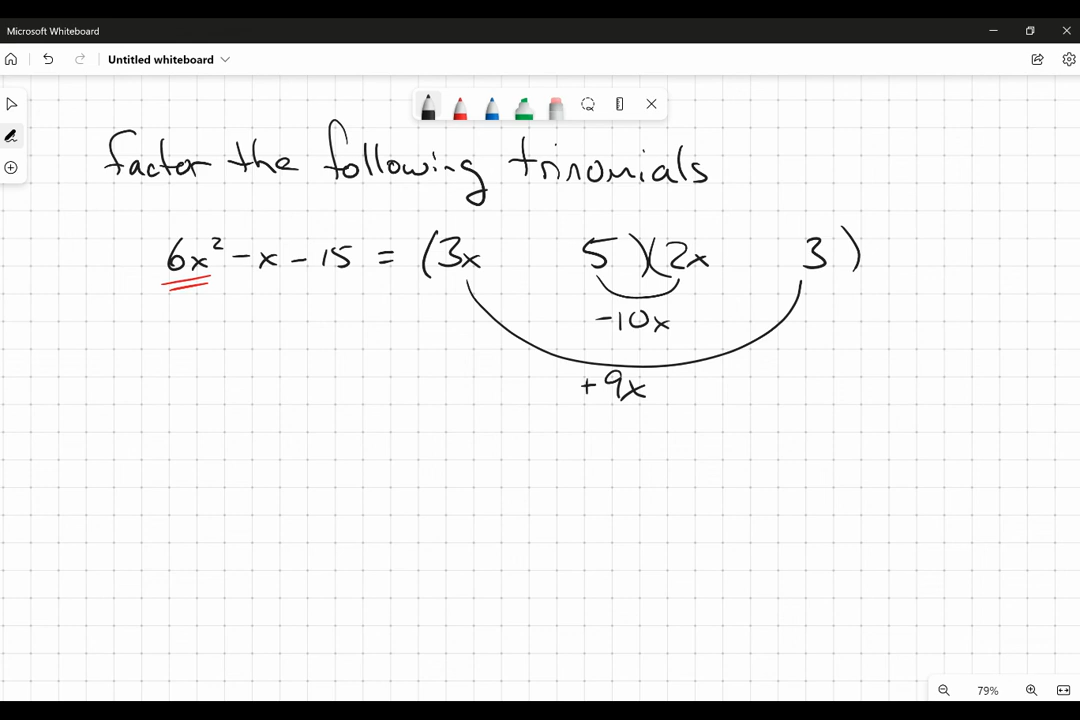 Microsoft Whiteboard
Untitled whiteboard
factor the following trinomials
6x² - x - 15 = (3x 5)(2x 3)
-10x
+9x
79%